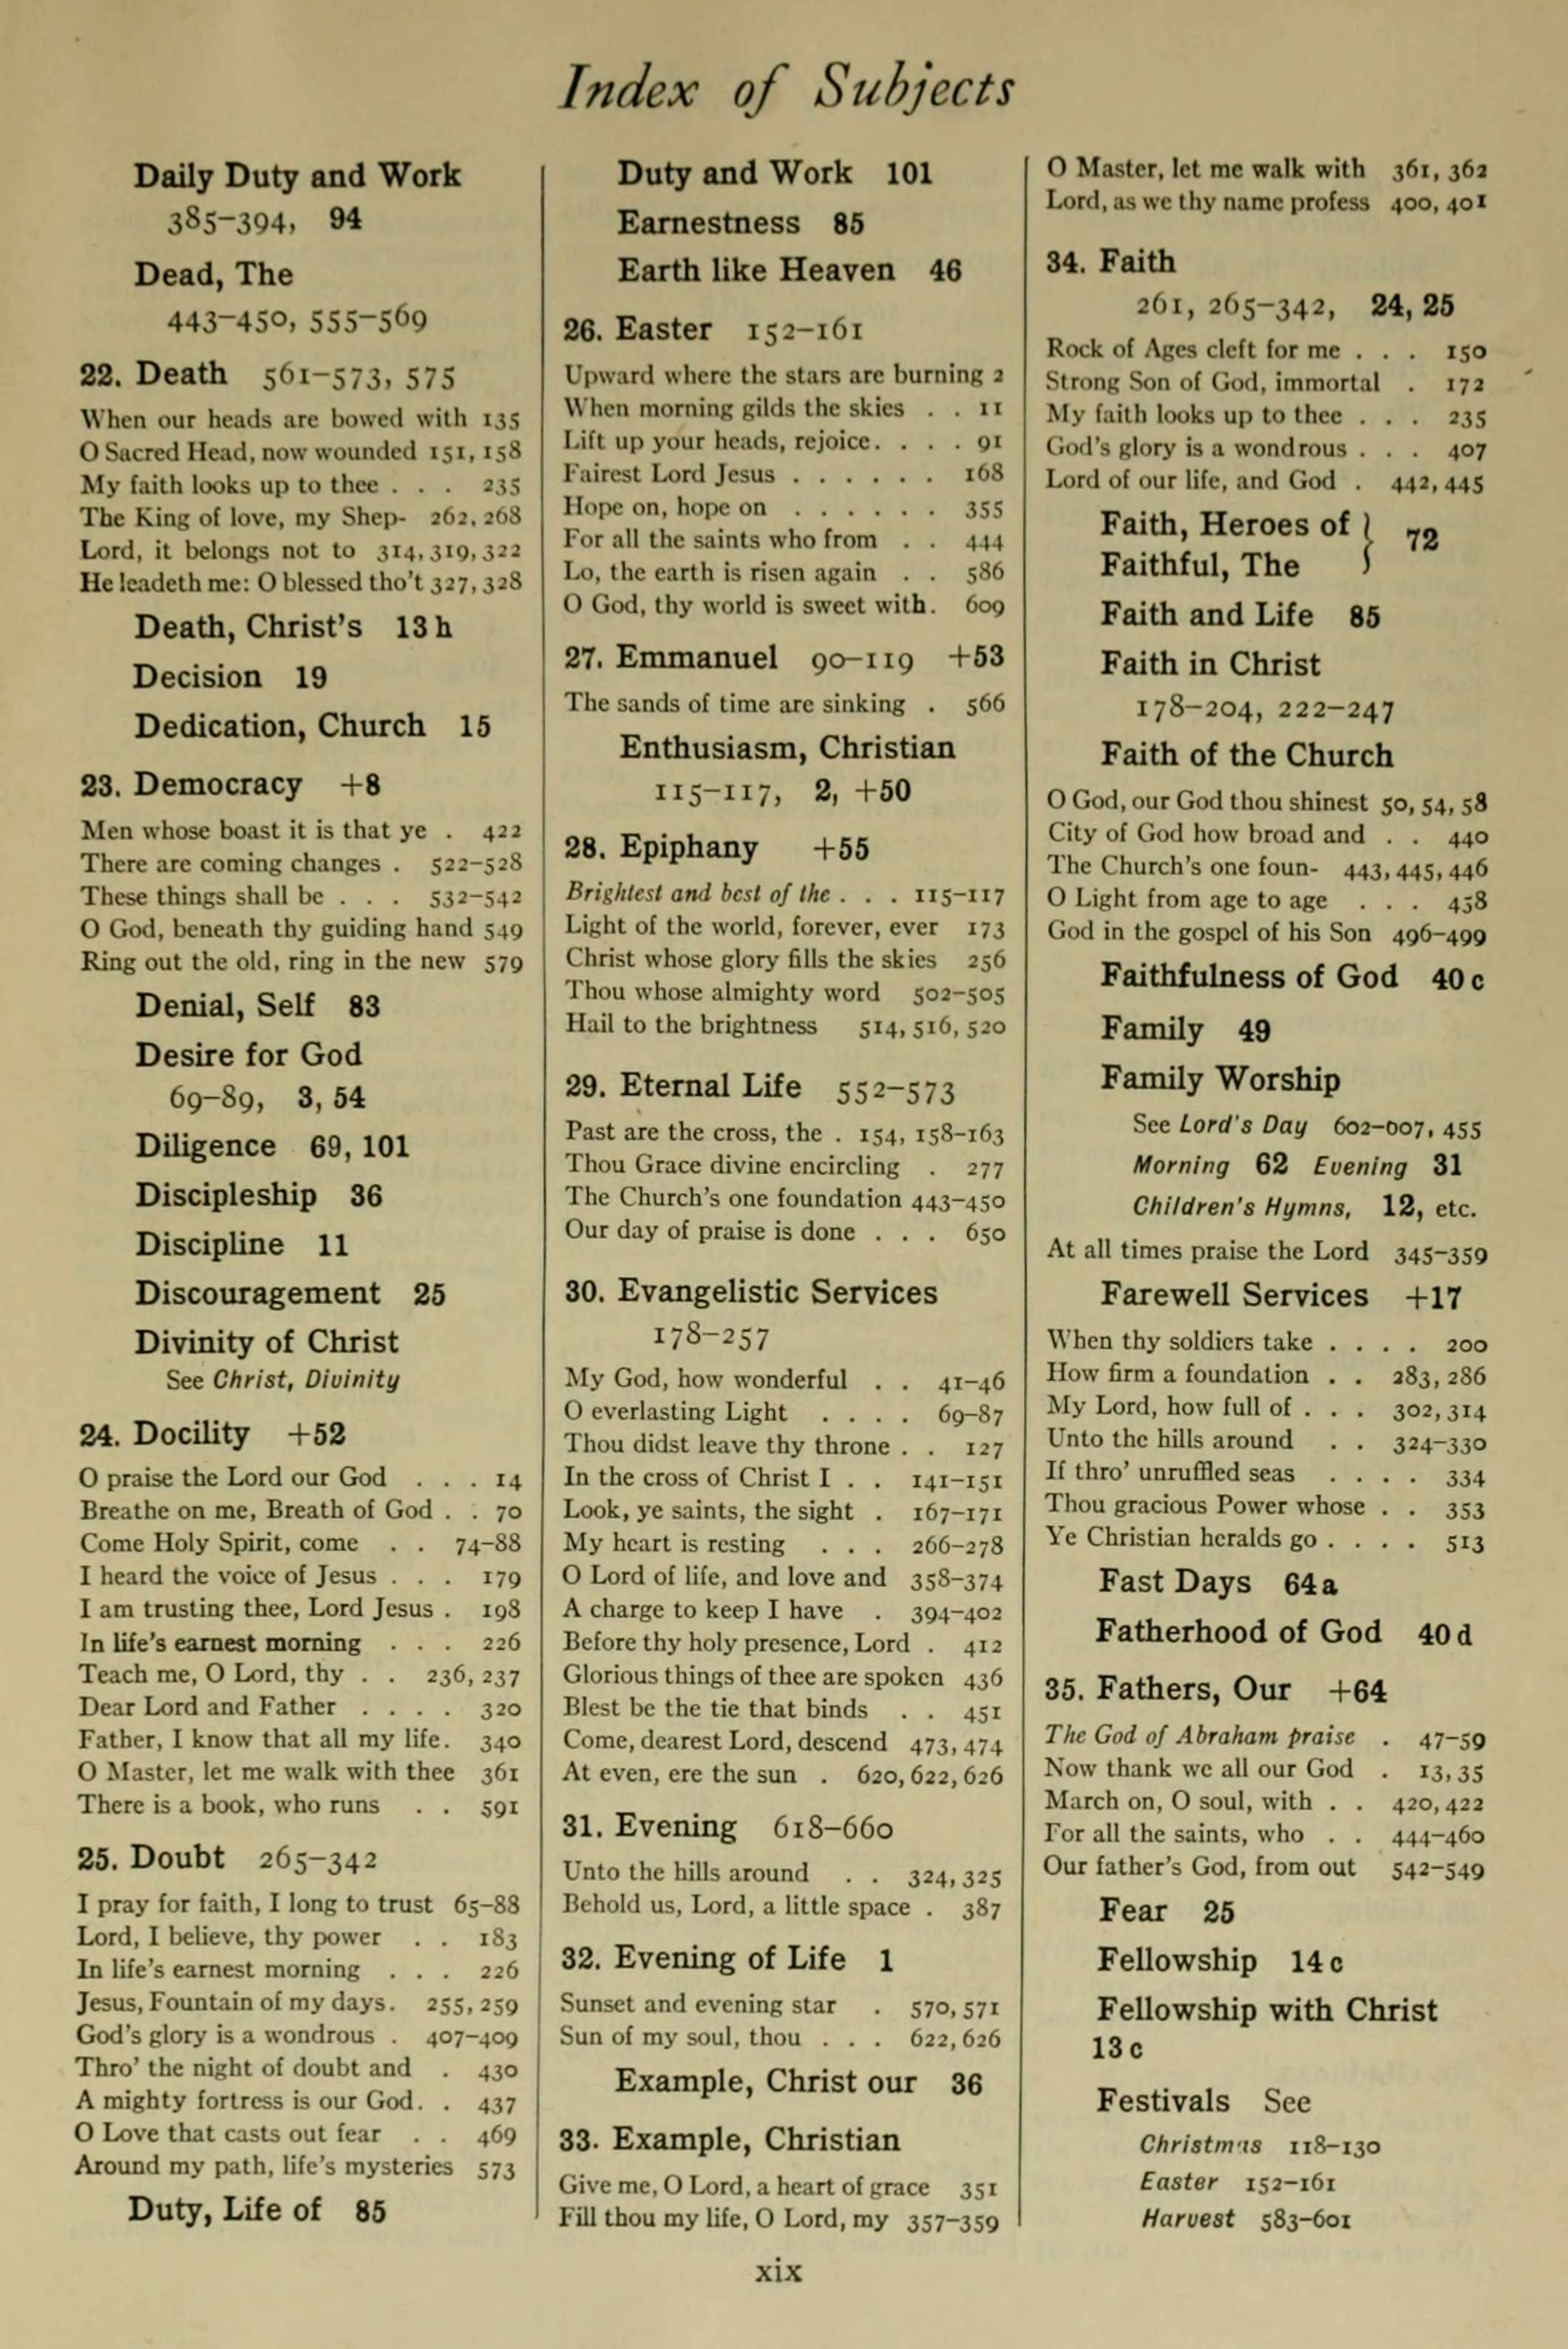 Index of Subjects
Daily Duty and Work
385–394, 94
Dead, The
443–450, 555–569
22. Death 561–573, 575
When our heads are bowed with 135
O Sacred Head, now wounded 151, 158
My faith looks up to thee . . . 235
The King of love, my Shep- 262, 268
Lord, it belongs not to 314, 319, 322
He leadeth me: O blessed tho't 327, 328
Death, Christ's 13 h
Decision 19
Dedication, Church 15
23. Democracy +8
Men whose boast it is that ye . 422
There are coming changes . 522–528
These things shall be . . . 532–542
O God, beneath thy guiding hand 549
Ring out the old, ring in the new 579
Denial, Self 83
Desire for God
69–89, 3, 54
Diligence 69, 101
Discipleship 36
Discipline 11
Discouragement 25
Divinity of Christ
See Christ, Divinity
24. Docility +52
O praise the Lord our God . . . 14
Breathe on me, Breath of God . . 70
Come Holy Spirit, come . . 74–88
I heard the voice of Jesus . . . 179
I am trusting thee, Lord Jesus . 198
In life's earnest morning . . . 226
Teach me, O Lord, thy . . 236, 237
Dear Lord and Father . . . . 320
Father, I know that all my life. 340
O Master, let me walk with thee 361
There is a book, who runs . . 591
25. Doubt 265–342
I pray for faith, I long to trust 65–88
Lord, I believe, thy power . . 183
In life's earnest morning . . . 226
Jesus, Fountain of my days. 255, 259
God's glory is a wondrous . 407–409
Thro' the night of doubt and . 430
A mighty fortress is our God. . 437
O Love that casts out fear . . 469
Around my path, life's mysteries 573
Duty, Life of 85
Duty and Work 101
Earnestness 85
Earth like Heaven 46
26. Easter 152–161
Upward where the stars are burning 2
When morning gilds the skies . . 11
Lift up your heads, rejoice. . . . 91
Fairest Lord Jesus . . . . . . 168
Hope on, hope on . . . . . . 355
For all the saints who from . . 444
Lo, the earth is risen again . . 586
O God, thy world is sweet with. 609
27. Emmanuel 90–119 +53
The sands of time are sinking . 566
Enthusiasm, Christian
115–117, 2, +50
28. Epiphany +55
Brightest and best of the . . . 115–117
Light of the world, forever, ever 173
Christ whose glory fills the skies 256
Thou whose almighty word 502–505
Hail to the brightness 514, 516, 520
29. Eternal Life 552–573
Past are the cross, the . 154, 158–163
Thou Grace divine encircling . 277
The Church's one foundation 443–450
Our day of praise is done . . . 650
30. Evangelistic Services
178–257
My God, how wonderful . . 41–46
O everlasting Light . . . . 69–87
Thou didst leave thy throne . . 127
In the cross of Christ I . . 141–151
Look, ye saints, the sight . 167–171
My heart is resting . . . 266–278
O Lord of life, and love and 358–374
A charge to keep I have . 394–402
Before thy holy presence, Lord . 412
Glorious things of thee are spoken 436
Blest be the tie that binds . . 451
Come, dearest Lord, descend 473, 474
At even, ere the sun . 620, 622, 626
31. Evening 618–660
Unto the hills around . . 324, 325
Behold us, Lord, a little space . 387
32. Evening of Life 1
Sunset and evening star . 570, 571
Sun of my soul, thou . . . 622, 626
Example, Christ our 36
33. Example, Christian
Give me, O Lord, a heart of grace 351
Fill thou my life, O Lord, my 357–359
O Master, let me walk with 361, 362
Lord, as we thy name profess 400, 401
34. Faith
261, 265–342, 24, 25
Rock of Ages cleft for me . . . 150
Strong Son of God, immortal . 172
My faith looks up to thee . . . 235
God's glory is a wondrous . . . 407
Lord of our life, and God . 442, 445
Faith, Heroes of } 72
Faithful, The
Faith and Life 85
Faith in Christ
178–204, 222–247
Faith of the Church
O God, our God thou shinest 50, 54, 58
City of God how broad and . . 440
The Church's one foun- 443, 445, 446
O Light from age to age . . . 458
God in the gospel of his Son 496–499
Faithfulness of God 40 c
Family 49
Family Worship
See Lord's Day 602–007, 455
Morning 62 Evening 31
Children's Hymns, 12, etc.
At all times praise the Lord 345–359
Farewell Services +17
When thy soldiers take . . . . 200
How firm a foundation . . 283, 286
My Lord, how full of . . . 302, 314
Unto the hills around . . 324–330
If thro' unruffled seas . . . . 334
Thou gracious Power whose . . 353
Ye Christian heralds go . . . . 513
Fast Days 64 a
Fatherhood of God 40 d
35. Fathers, Our +64
The God of Abraham praise . 47–59
Now thank we all our God . 13, 35
March on, O soul, with . . 420, 422
For all the saints, who . . 444–460
Our father's God, from out 542–549
Fear 25
Fellowship 14 c
Fellowship with Christ
13 c
Festivals See
Christmas 118–130
Easter 152–161
Harvest 583–601
xix